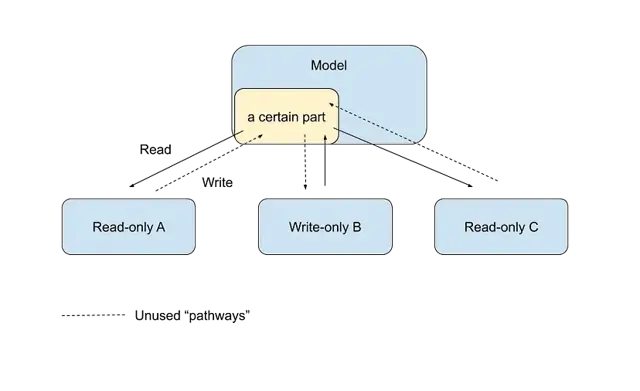 Model
a certain part
Read
Write
Read-only A
Write-only B
Read-only C
Unused “pathways”